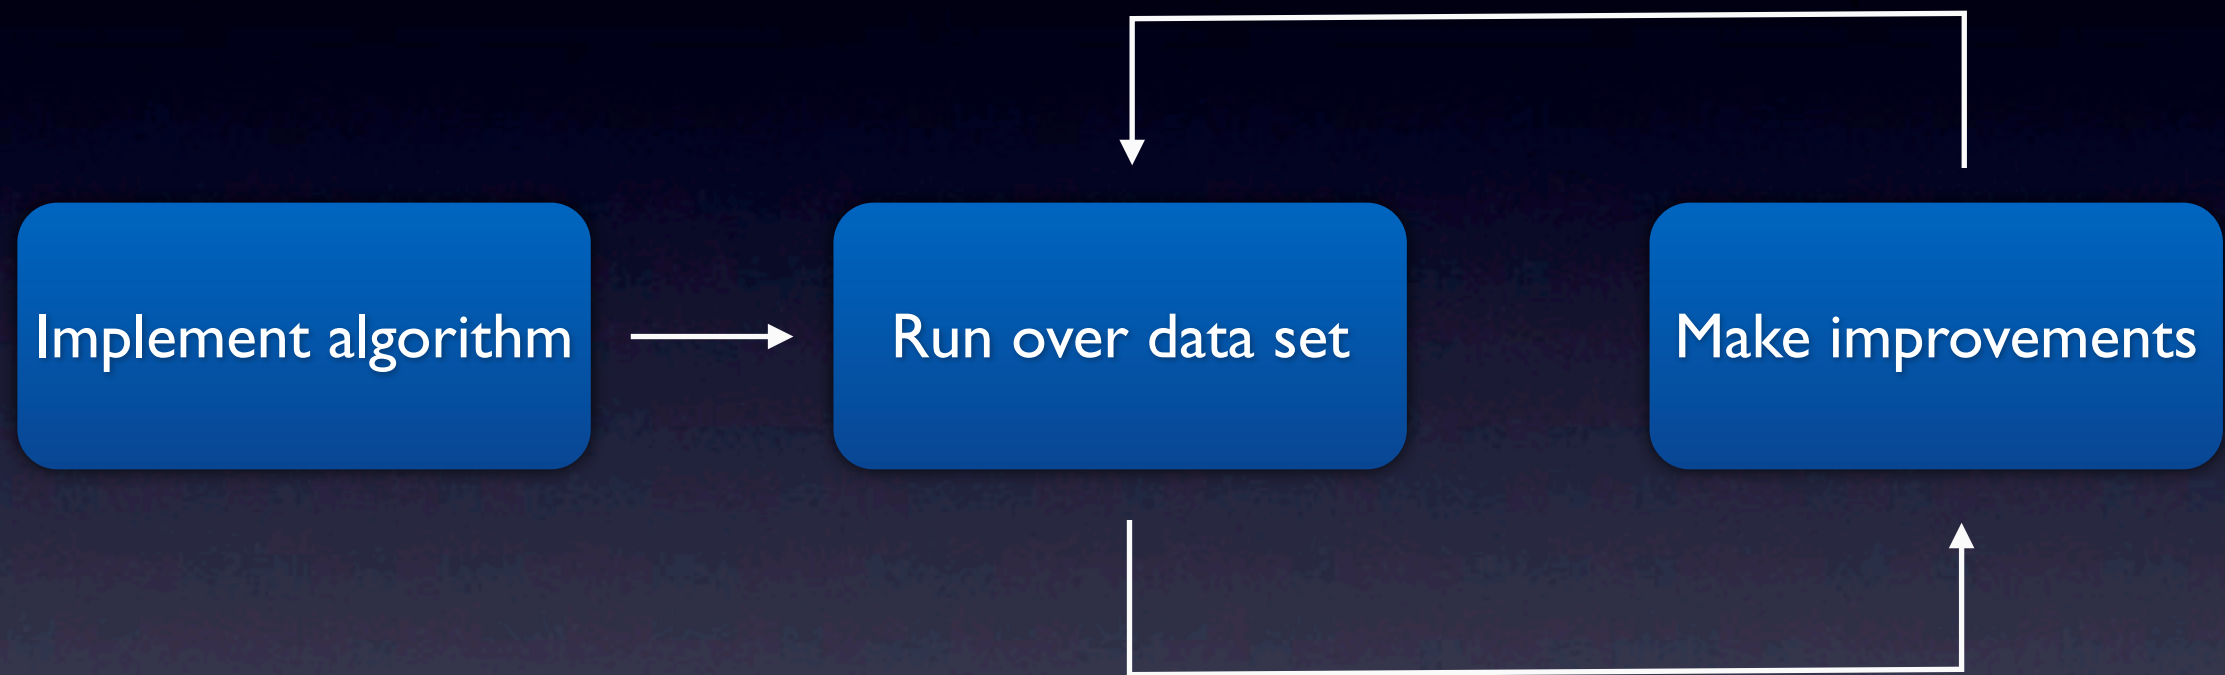 Implement algorithm
Run over data set
Make improvements